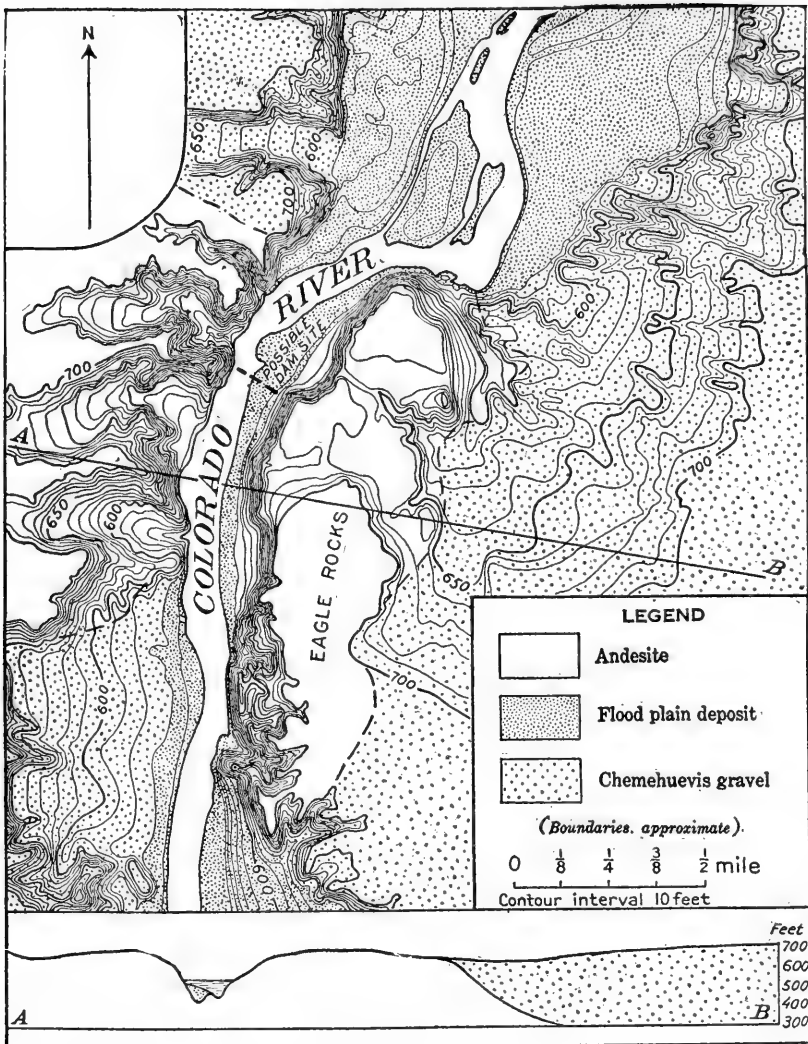 N
650
600
700
RIVER
POSSIBLE
DAM SITE
600
700
A
COLORADO
700
650
600
EAGLE ROCKS
650
B
700
600
600
LEGEND
Andesite
Flood plain deposit
Chemehuevis gravel
(Boundaries. approximate).
0 1/8 1/4 3/8 1/2 mile
Contour interval 10 feet
Feet
700
600
500
400
300
A
B